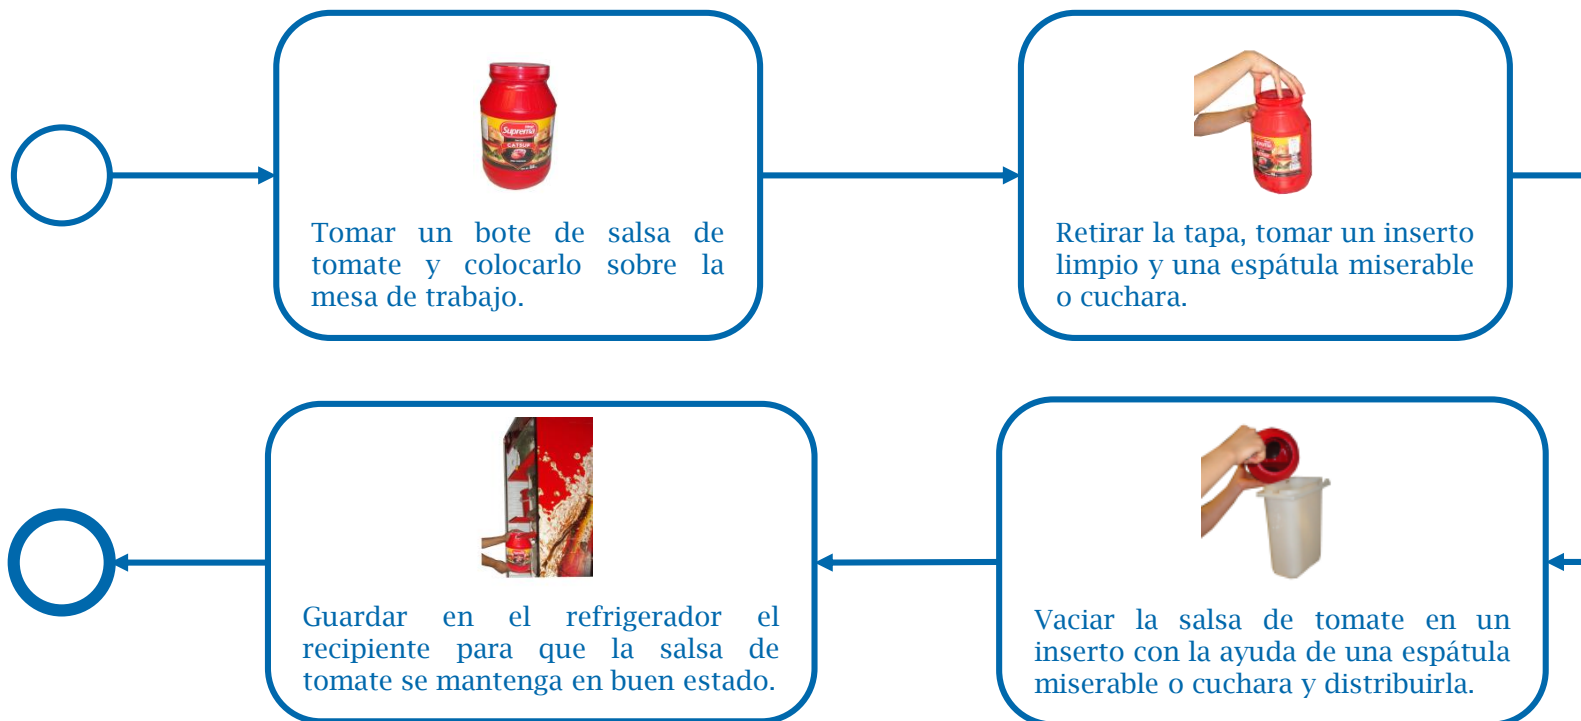 Suprema
CATSUP
Tomar un bote de salsa de
tomate y colocarlo sobre la
mesa de trabajo.
Retirar la tapa, tomar un inserto
limpio y una espátula miserable
o cuchara.
Guardar en el refrigerador el
recipiente para que la salsa de
tomate se mantenga en buen estado.
Vaciar la salsa de tomate en un
inserto con la ayuda de una espátula
miserable o cuchara y distribuirla.